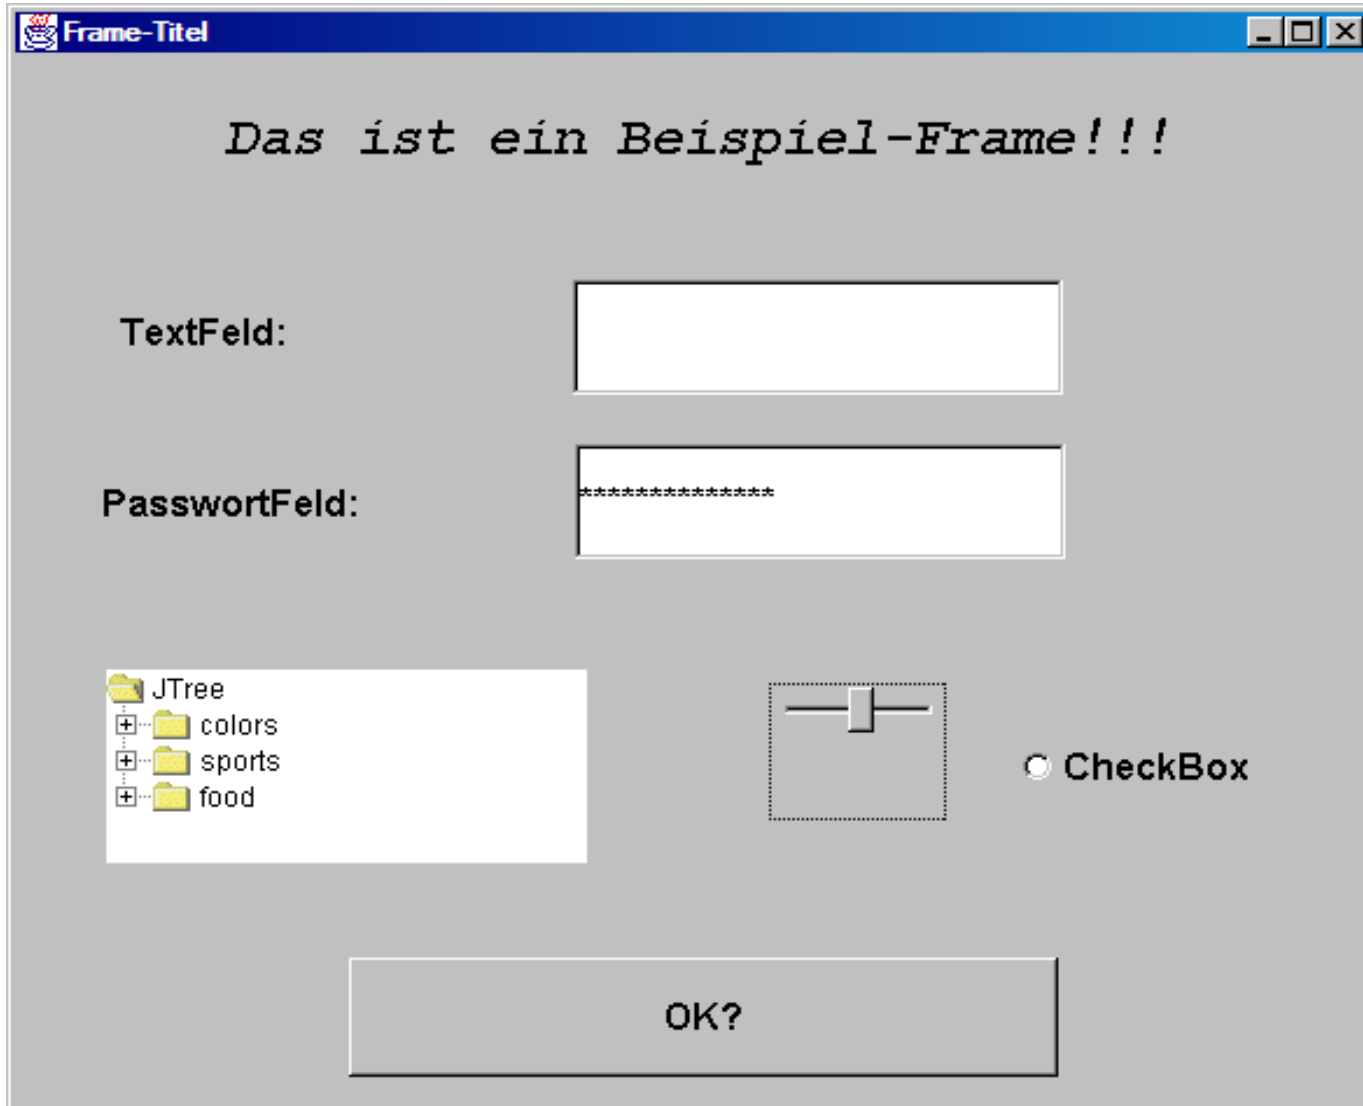 Frame-Titel
Das ist ein Beispiel-Frame!!!
TextFeld:
PasswortFeld:
**************
JTree
colors
sports
food
CheckBox
OK?